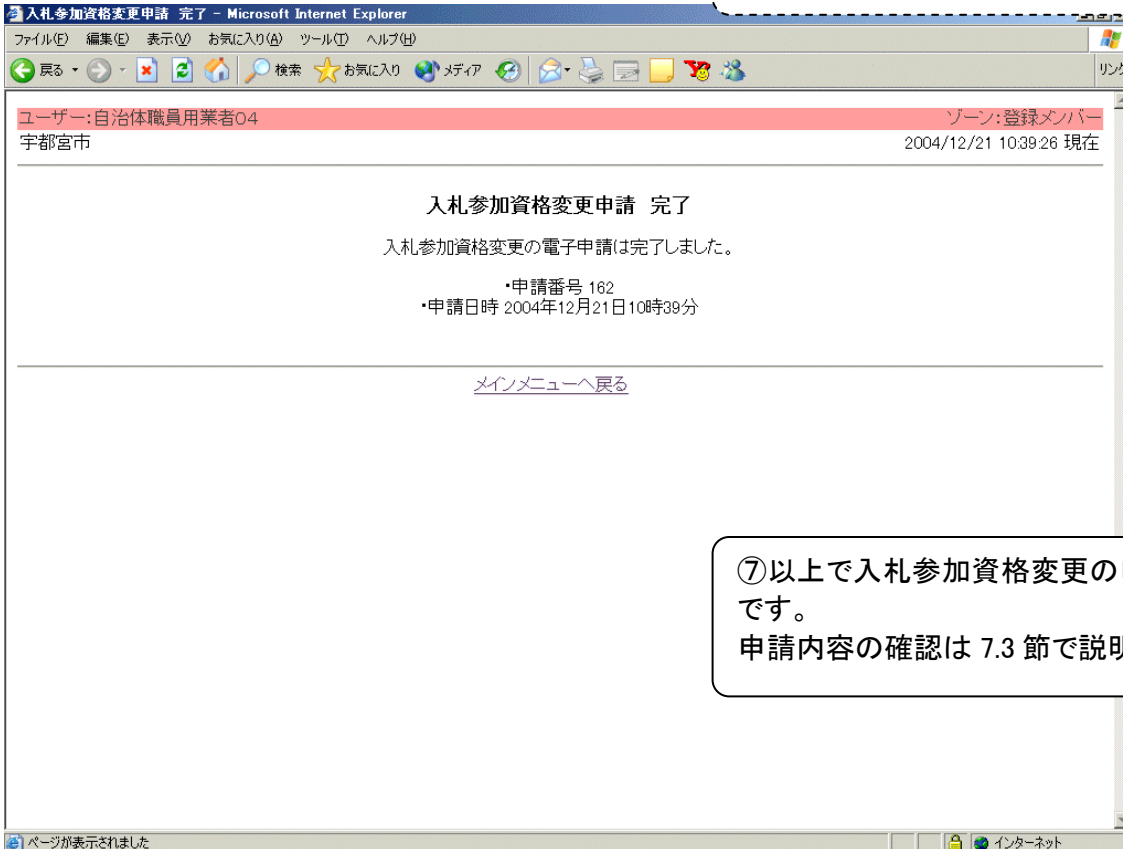 入札参加資格変更申請 完了 - Microsoft Internet Explorer
ファイル(F) 編集(E) 表示(V) お気に入り(A) ツール(T) ヘルプ(H)
戻る 検索 お気に入り メディア リンク
ユーザー:自治体職員用業者04 ゾーン:登録メンバー
宇都宮市 2004/12/21 10:39:26 現在
入札参加資格変更申請 完了
入札参加資格変更の電子申請は完了しました。
・申請番号 162
・申請日時 2004年12月21日10時39分
メインメニューへ戻る
⑦以上で入札参加資格変更の
です。
申請内容の確認は 7.3 節で説明
ページが表示されました インターネット